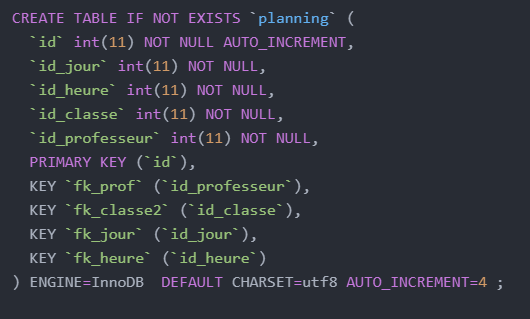 CREATE TABLE IF NOT EXISTS `planning` (
  `id` int(11) NOT NULL AUTO_INCREMENT,
  `id_jour` int(11) NOT NULL,
  `id_heure` int(11) NOT NULL,
  `id_classe` int(11) NOT NULL,
  `id_professeur` int(11) NOT NULL,
  PRIMARY KEY (`id`),
  KEY `fk_prof` (`id_professeur`),
  KEY `fk_classe2` (`id_classe`),
  KEY `fk_jour` (`id_jour`),
  KEY `fk_heure` (`id_heure`)
) ENGINE=InnoDB  DEFAULT CHARSET=utf8 AUTO_INCREMENT=4 ;